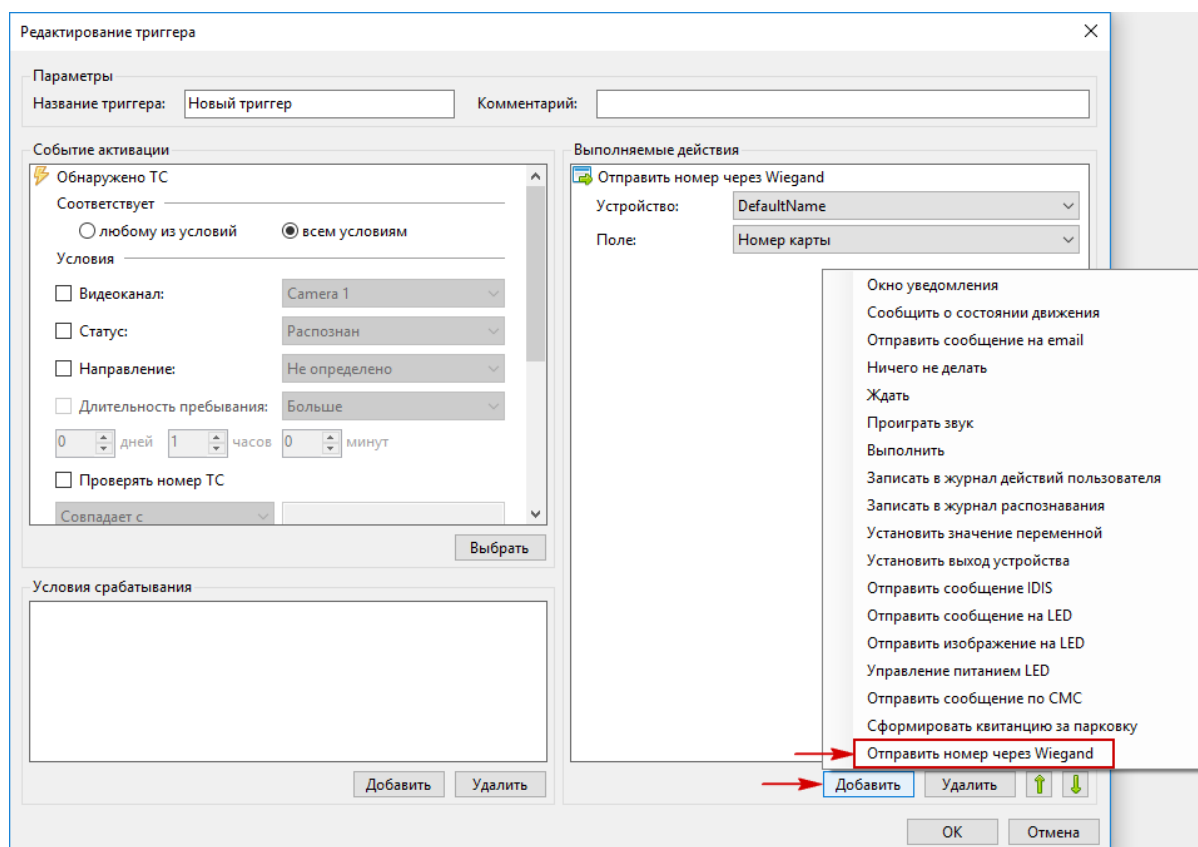 Редактирование триггера
Параметры
Название триггера: Новый триггер Комментарий:
Событие активации
Обнаружено ТС
Соответствует
любому из условий всем условиям
Условия
Видеоканал: Camera 1
Статус: Распознан
Направление: Не определено
Длительность пребывания: Больше
0 дней 1 часов 0 минут
Проверять номер ТС
Совпадает с
Выбрать
Условия срабатывания
Добавить Удалить
Выполняемые действия
Отправить номер через Wiegand
Устройство: DefaultName
Поле: Номер карты
Окно уведомления
Сообщить о состоянии движения
Отправить сообщение на email
Ничего не делать
Ждать
Проиграть звук
Выполнить
Записать в журнал действий пользователя
Записать в журнал распознавания
Установить значение переменной
Установить выход устройства
Отправить сообщение IDIS
Отправить сообщение на LED
Отправить изображение на LED
Управление питанием LED
Отправить сообщение по СМС
Сформировать квитанцию за парковку
Отправить номер через Wiegand
Добавить Удалить
OK Отмена